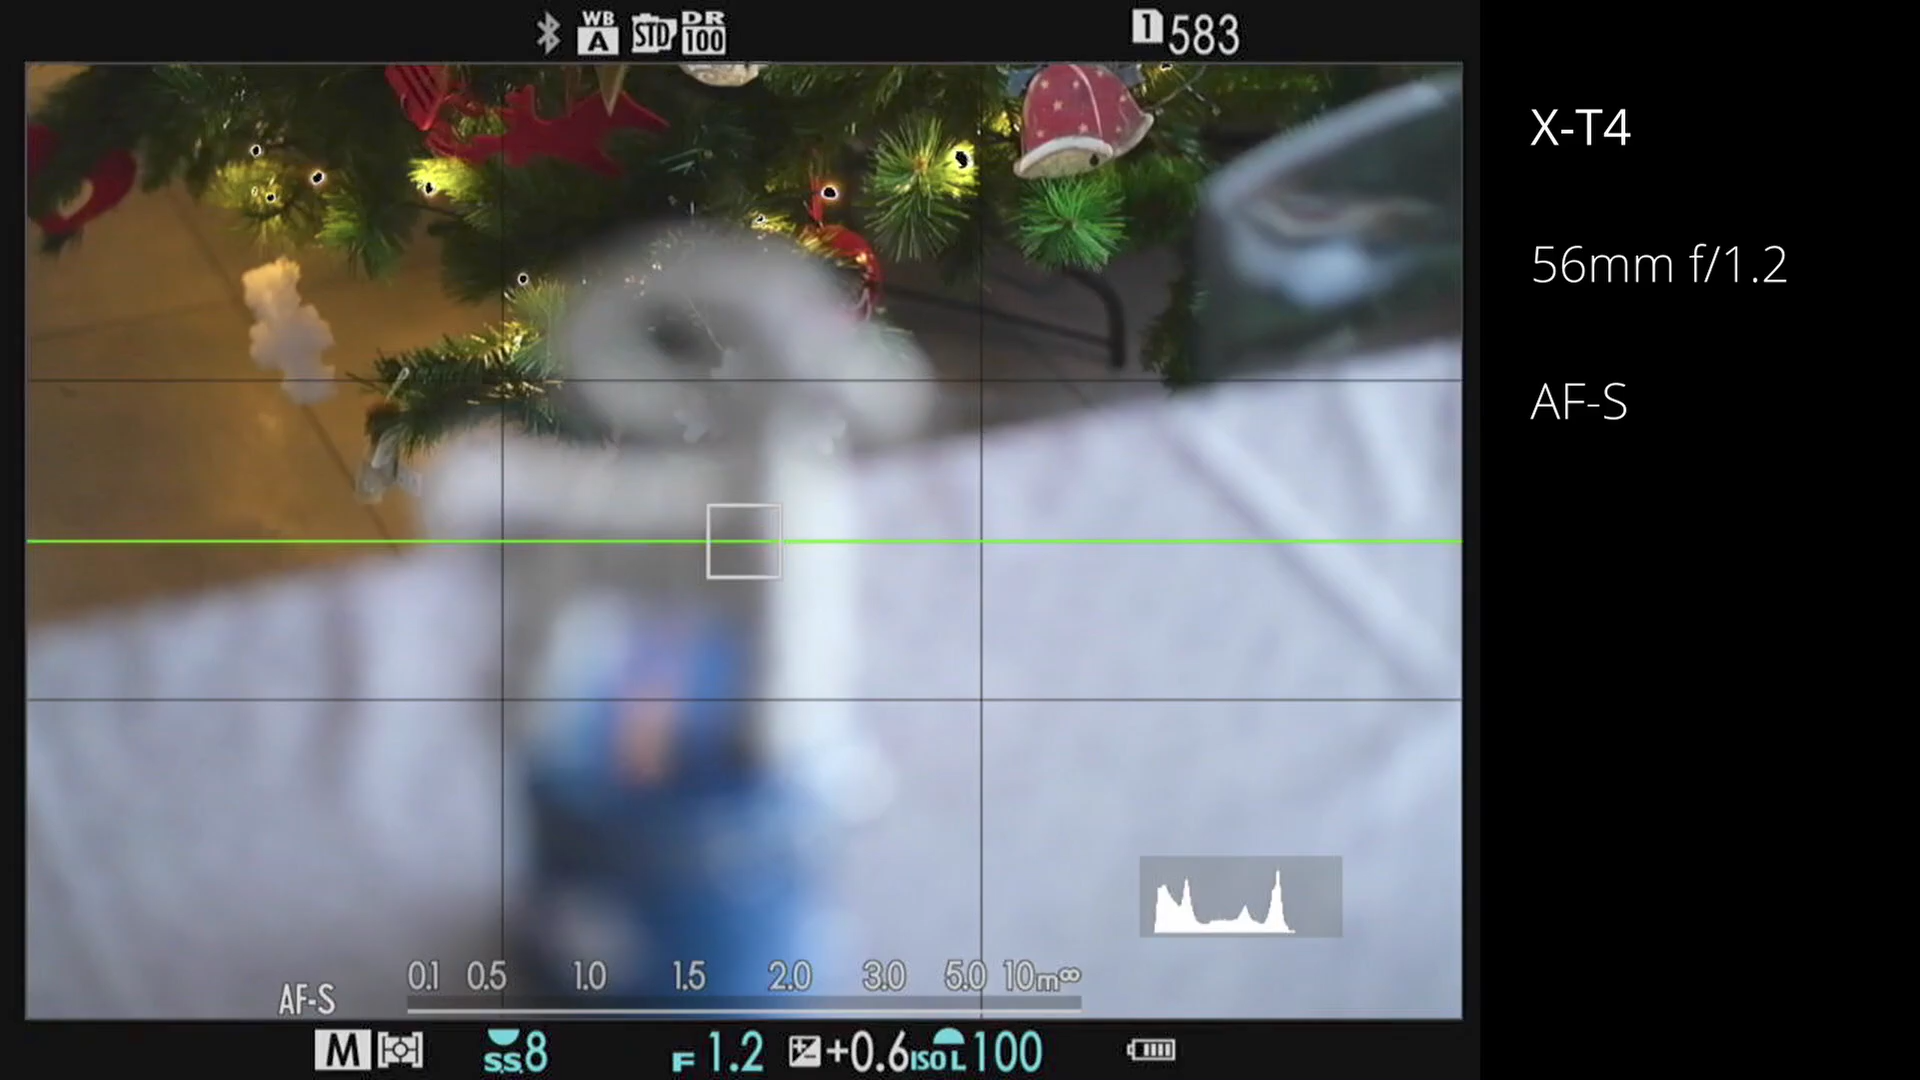 WB A STD DR 100 1 583
X-T4
56mm f/1.2
AF-S
0.1 0.5 1.0 1.5 2.0 3.0 5.0 10m∞
AF-S
M S.S. 8 F 1.2 +0.6 ISO L 100